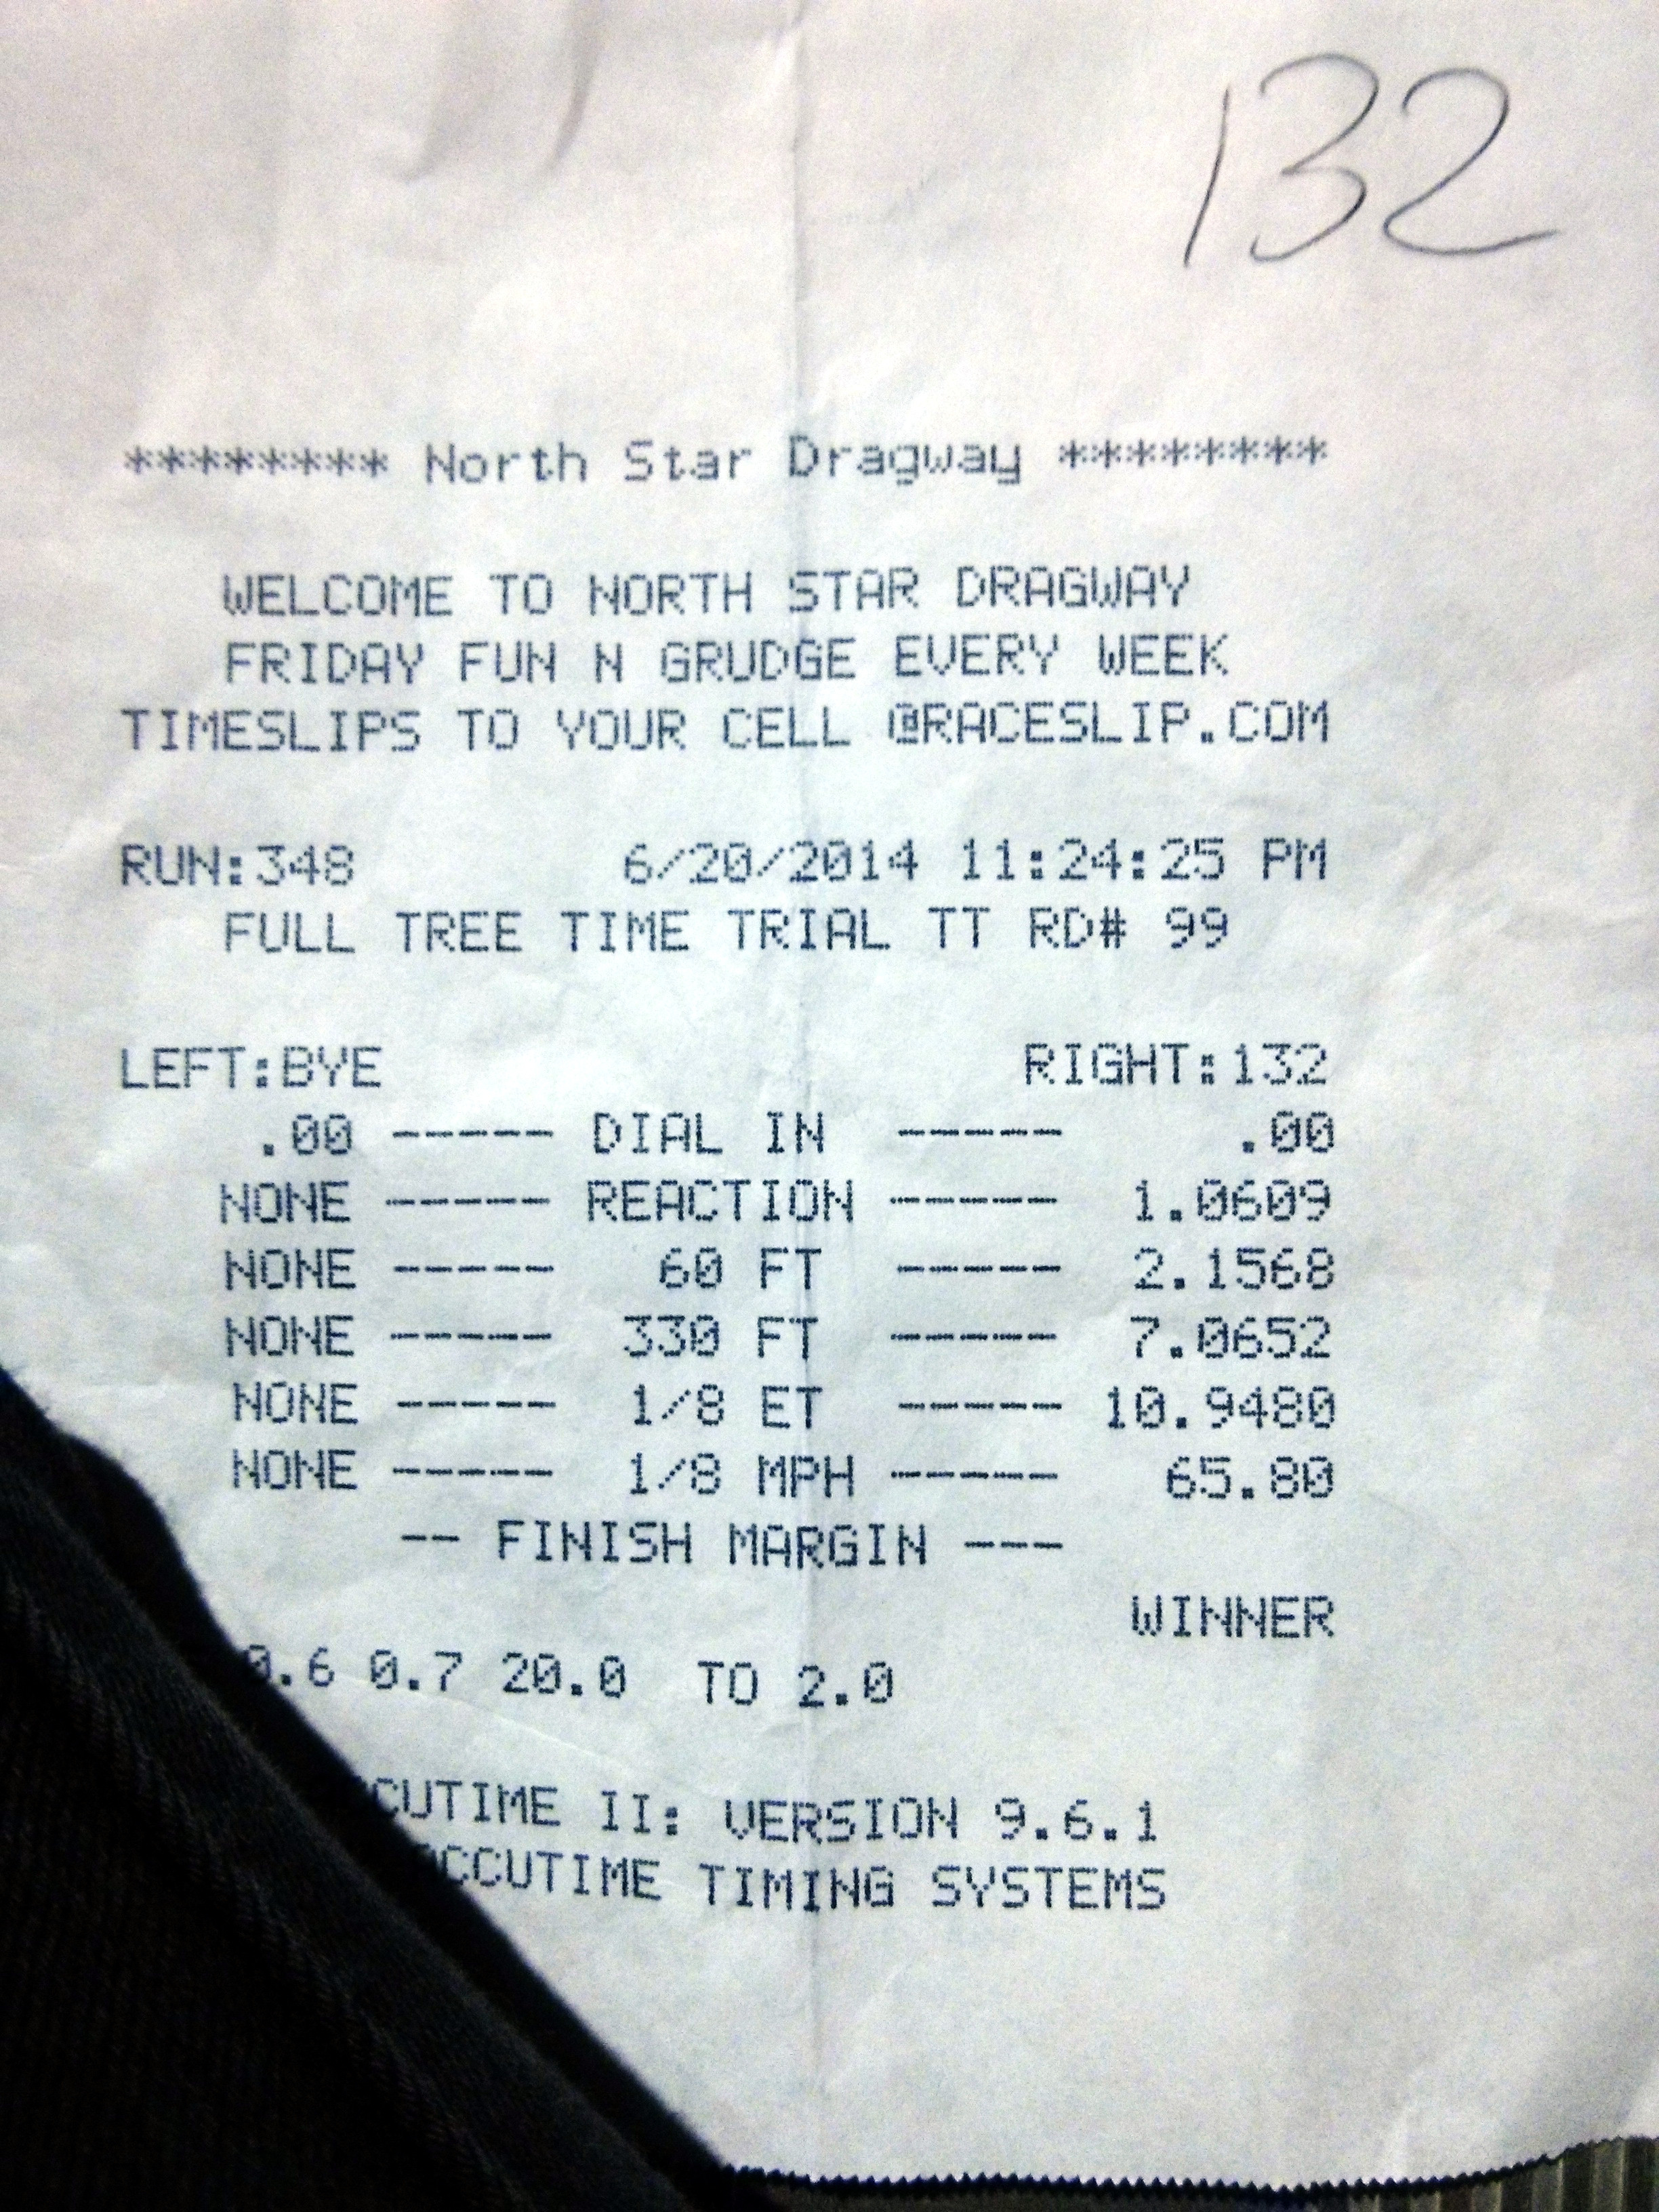 132
******** North Star Dragway ********
WELCOME TO NORTH STAR DRAGWAY
FRIDAY FUN N GRUDGE EVERY WEEK
TIMESLIPS TO YOUR CELL @RACESLIP.COM
RUN:348 6/20/2014 11:24:25 PM
FULL TREE TIME TRIAL TT RD# 99
LEFT:BYE RIGHT:132
.00 ----- DIAL IN ----- .00
NONE ----- REACTION ----- 1.0609
NONE ----- 60 FT ----- 2.1568
NONE ----- 330 FT ----- 7.0652
NONE ----- 1/8 ET ----- 10.9480
NONE ----- 1/8 MPH ----- 65.80
-- FINISH MARGIN ---
WINNER
0.6 0.7 20.0 TO 2.0
CUTIME II: VERSION 9.6.1
CCUTIME TIMING SYSTEMS